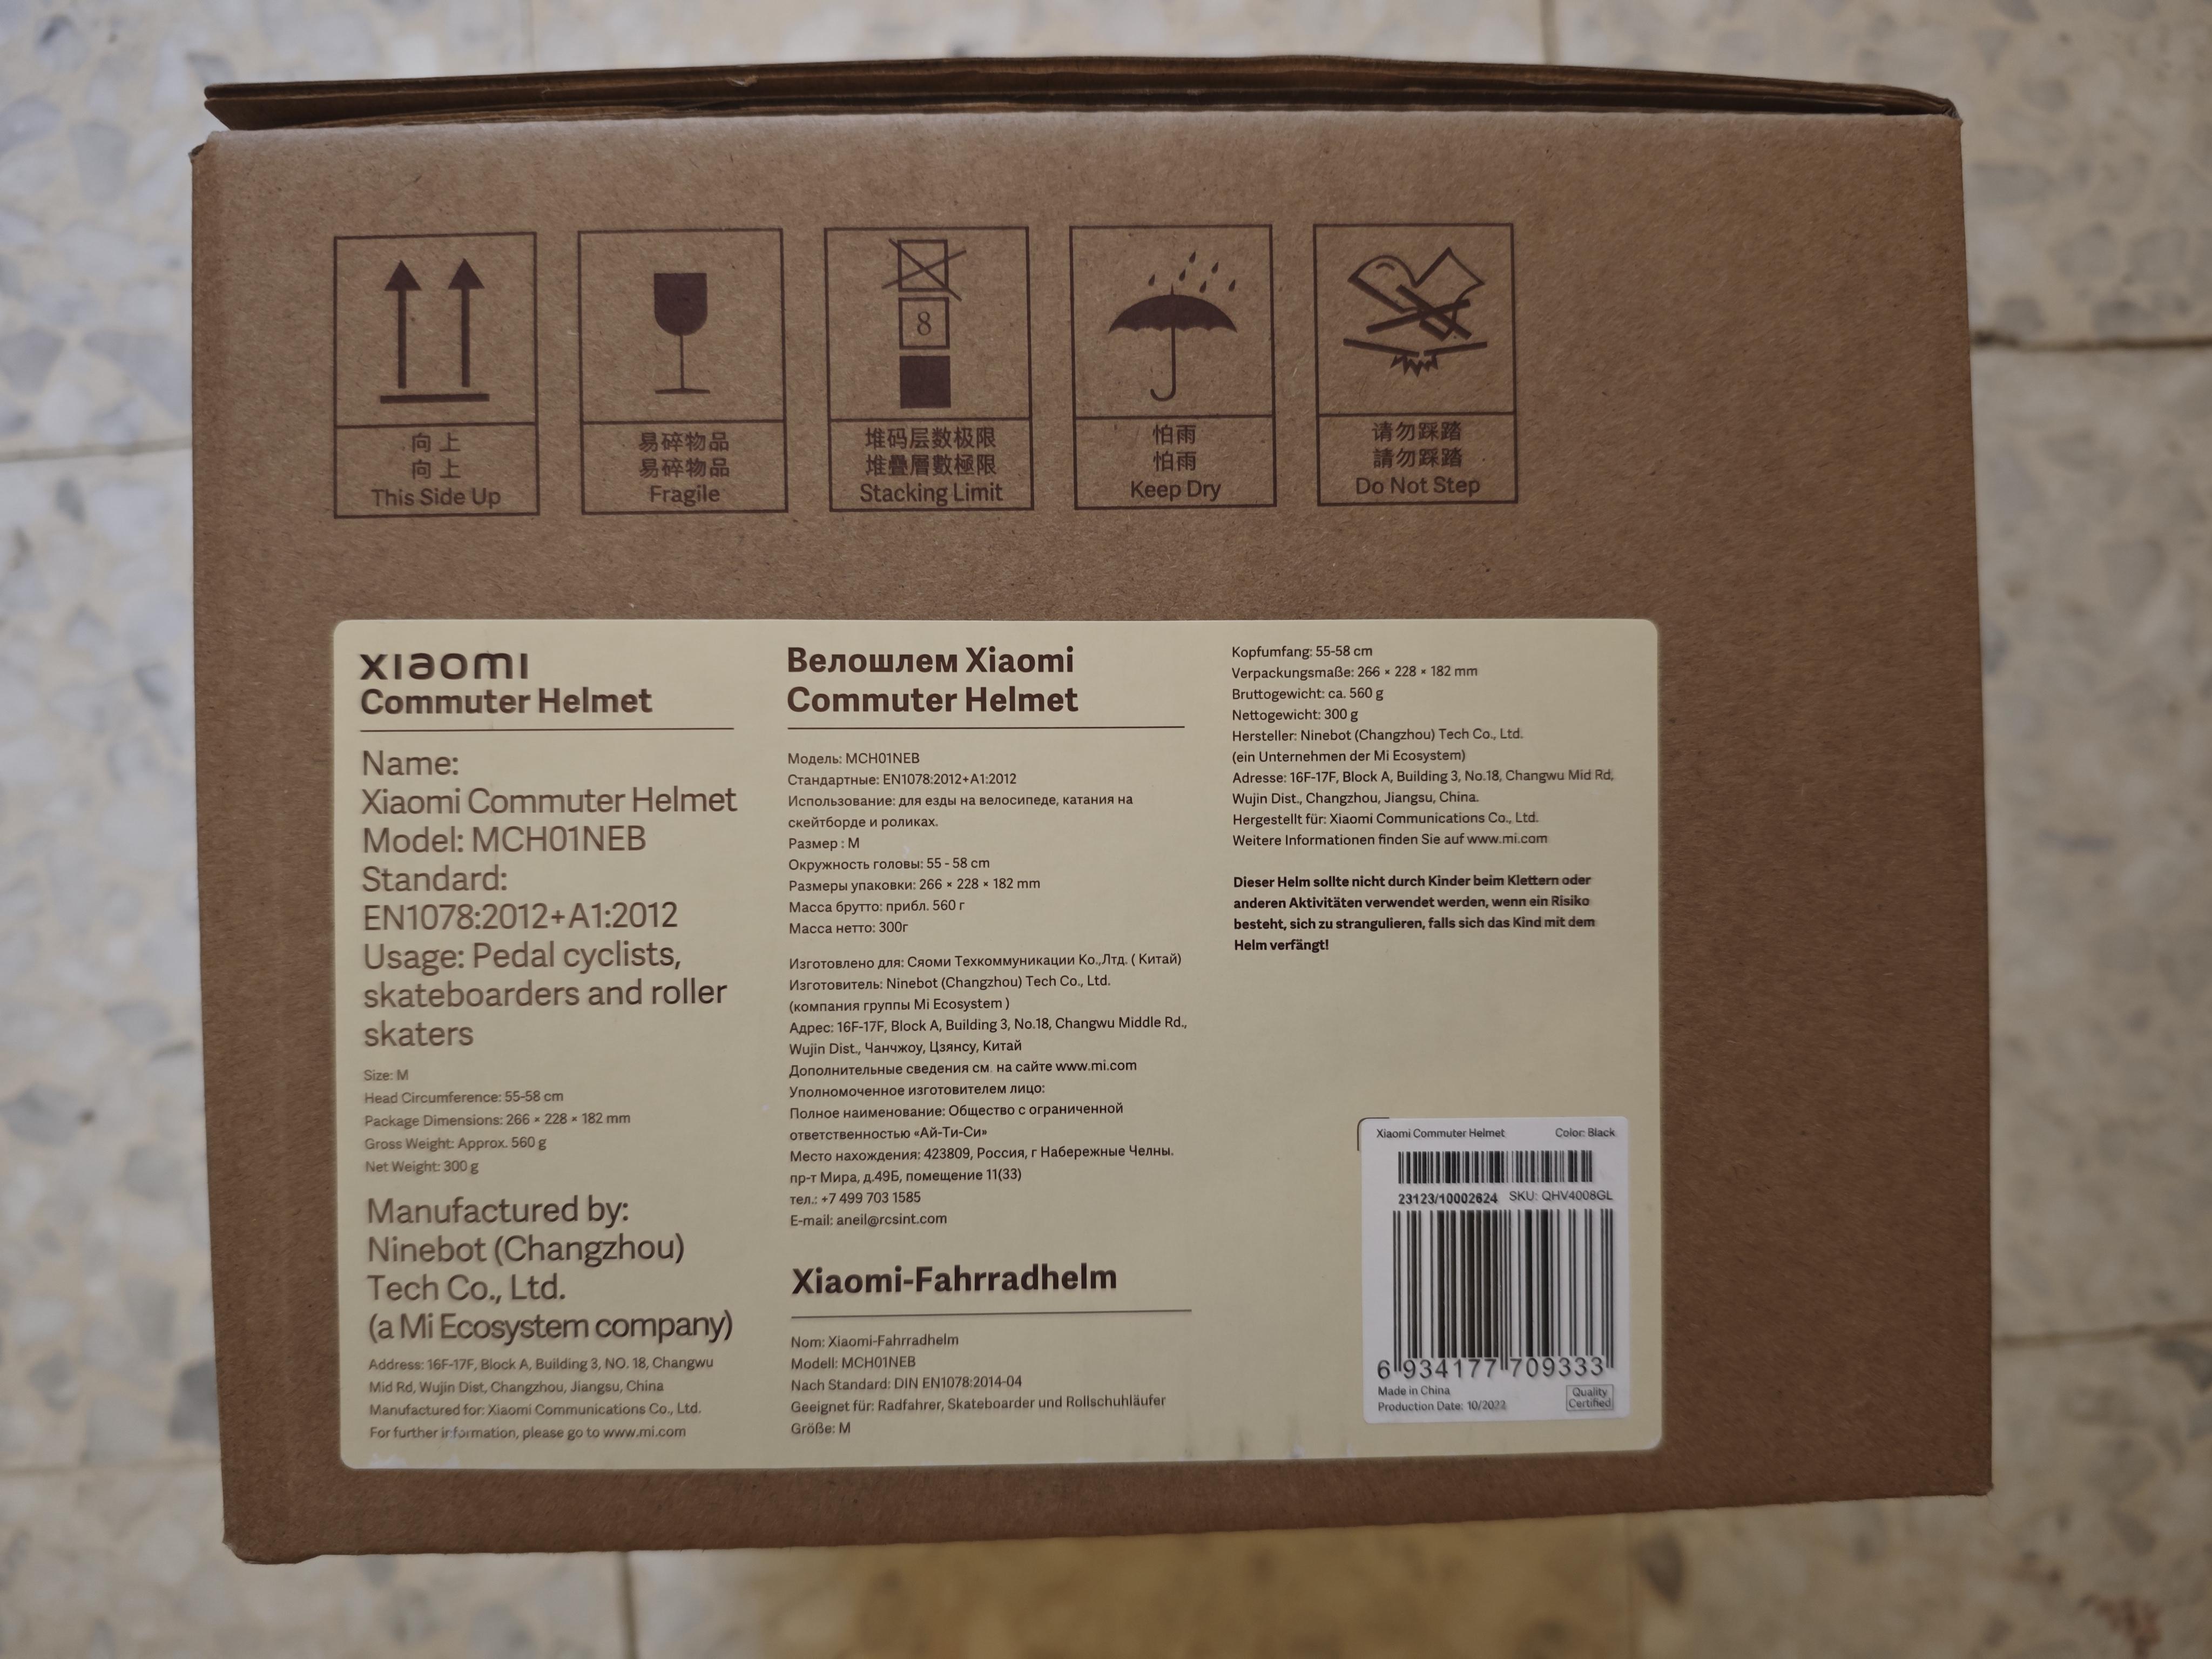 8
向上
向上
This Side Up
易碎物品
易碎物品
Fragile
堆码层数极限
堆疊層數極限
Stacking Limit
怕雨
怕雨
Keep Dry
请勿踩踏
請勿踩踏
Do Not Step
xiaomi
Commuter Helmet
Name:
Xiaomi Commuter Helmet
Model: MCH01NEB
Standard:
EN1078:2012+A1:2012
Usage: Pedal cyclists,
skateboarders and roller
skaters
Size: M
Head Circumference: 55-58 cm
Package Dimensions: 266 × 228 × 182 mm
Gross Weight: Approx. 560 g
Net Weight: 300 g
Manufactured by:
Ninebot (Changzhou)
Tech Co., Ltd.
(a Mi Ecosystem company)
Address: 16F-17F, Block A, Building 3, NO. 18, Changwu
Mid Rd, Wujin Dist, Changzhou, Jiangsu, China
Manufactured for: Xiaomi Communications Co., Ltd.
For further information, please go to www.mi.com
Велошлем Xiaomi
Commuter Helmet
Модель: MCH01NEB
Стандартные: EN1078:2012+A1:2012
Использование: для езды на велосипеде, катания на
скейтборде и роликах.
Размер : M
Окружность головы: 55 - 58 cm
Размеры упаковки: 266 × 228 × 182 mm
Масса брутто: прибл. 560 г
Масса нетто: 300г
Изготовлено для: Сяоми Техкоммуникации Ко.,Лтд. ( Китай)
Изготовитель: Ninebot (Changzhou) Tech Co., Ltd.
(компания группы Mi Ecosystem )
Адрес: 16F-17F, Block A, Building 3, No.18, Changwu Middle Rd.,
Wujin Dist., Чанчжоу, Цзянсу, Китай
Дополнительные сведения см. на сайте www.mi.com
Уполномоченное изготовителем лицо:
Полное наименование: Общество с ограниченной
ответственностью «Ай-Ти-Си»
Место нахождения: 423809, Россия, г Набережные Челны.
пр-т Мира, д.49Б, помещение 11(33)
тел.: +7 499 703 1585
E-mail: aneil@rcsint.com
Xiaomi-Fahrradhelm
Nom: Xiaomi-Fahrradhelm
Modell: MCH01NEB
Nach Standard: DIN EN1078:2014-04
Geeignet für: Radfahrer, Skateboarder und Rollschuhläufer
Größe: M
Kopfumfang: 55-58 cm
Verpackungsmaße: 266 × 228 × 182 mm
Bruttogewicht: ca. 560 g
Nettogewicht: 300 g
Hersteller: Ninebot (Changzhou) Tech Co., Ltd.
(ein Unternehmen der Mi Ecosystem)
Adresse: 16F-17F, Block A, Building 3, No.18, Changwu Mid Rd,
Wujin Dist., Changzhou, Jiangsu, China.
Hergestellt für: Xiaomi Communications Co., Ltd.
Weitere Informationen finden Sie auf www.mi.com
Dieser Helm sollte nicht durch Kinder beim Klettern oder
anderen Aktivitäten verwendet werden, wenn ein Risiko
besteht, sich zu strangulieren, falls sich das Kind mit dem
Helm verfängt!
Xiaomi Commuter Helmet Color: Black
23123/10002624 SKU: QHV4008GL
6 934177 709333
Made in China
Production Date: 10/2022
Quality
Certified